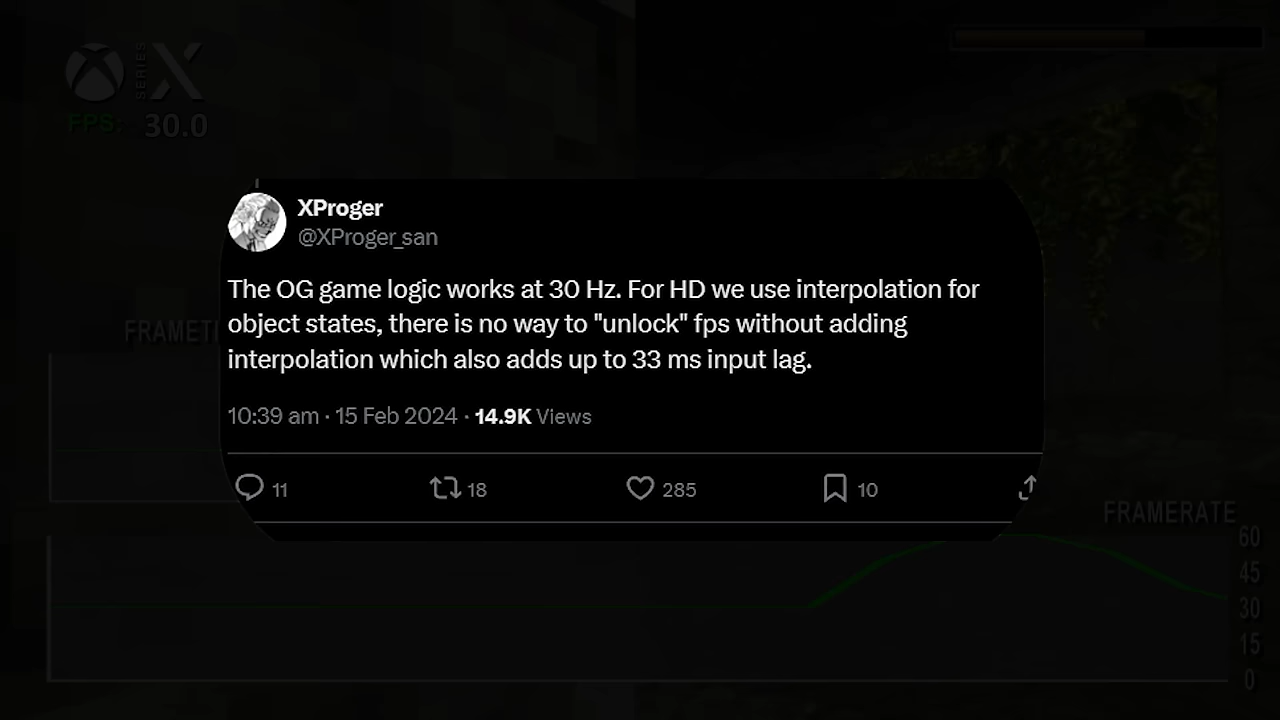 SERIES X
FPS: 30.0
XProger
@XProger_san
The OG game logic works at 30 Hz. For HD we use interpolation for
object states, there is no way to "unlock" fps without adding
interpolation which also adds up to 33 ms input lag.
10:39 am · 15 Feb 2024 · 14.9K Views
11 18 285 10
FRAMETI
FRAMERATE
60
45
30
15
0